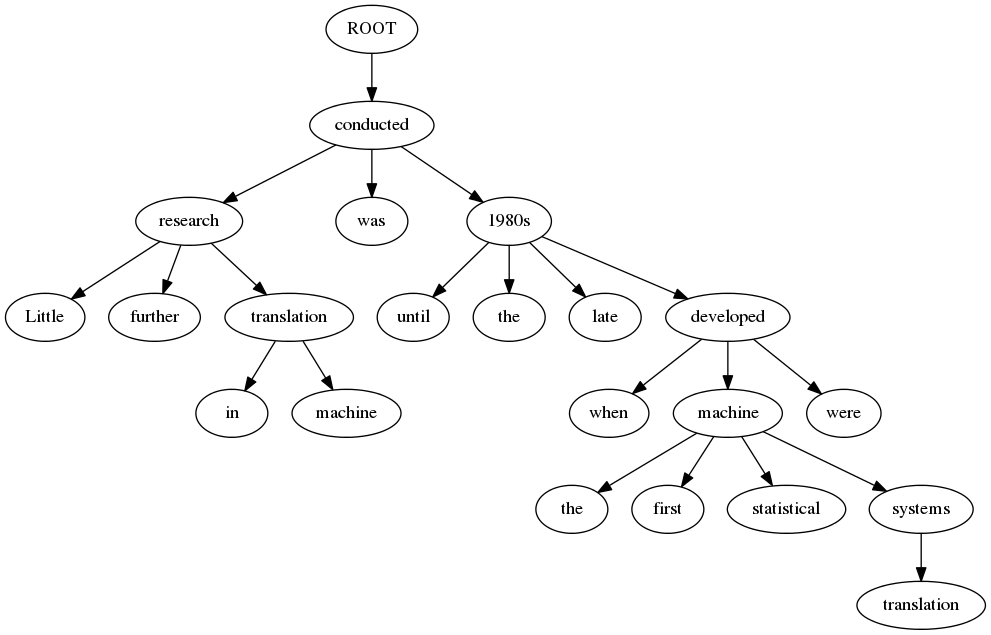 ROOT
conducted
research was 1980s
Little further translation until the late developed
in machine when machine were
the first statistical systems
translation